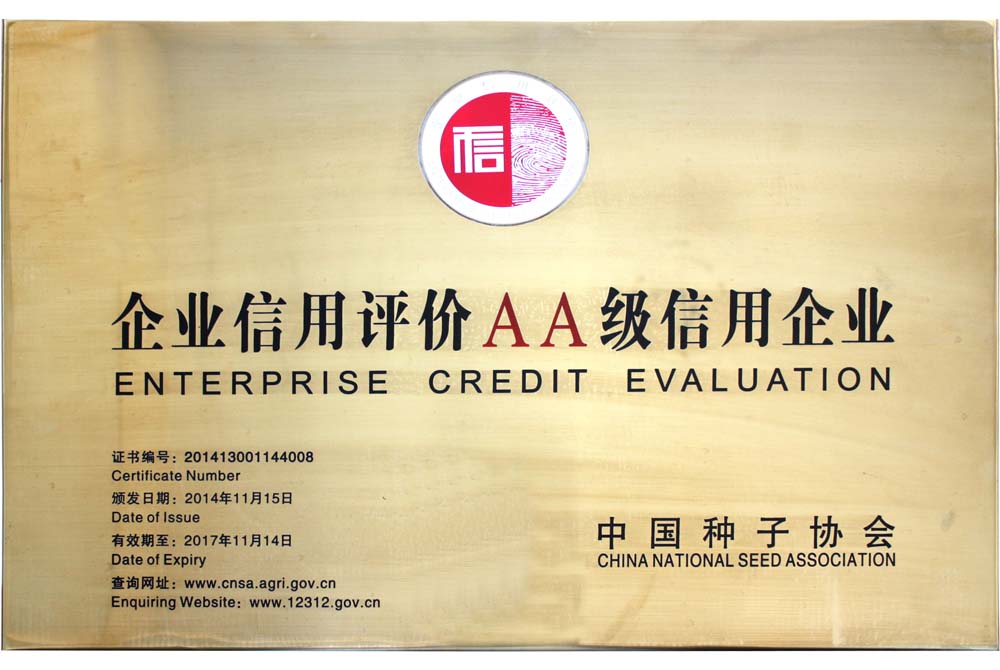 信
企业信用评价AA级信用企业
ENTERPRISE CREDIT EVALUATION
证书编号：201413001144008
Certificate Number
颁发日期：2014年11月15日
Date of Issue
有效期至：2017年11月14日
Date of Expiry
查询网址：www.cnsa.agri.gov.cn
Enquiring Website：www.12312.gov.cn
中国种子协会
CHINA NATIONAL SEED ASSOCIATION